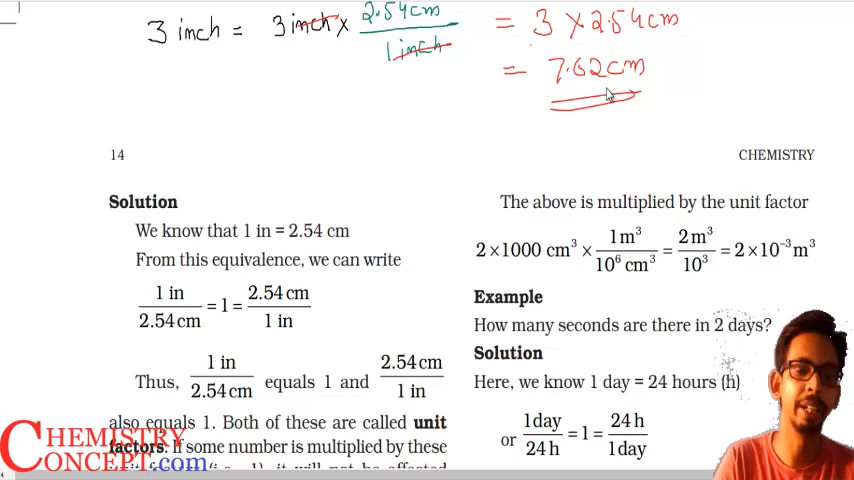 3 inch = 3 inch × 2.54 cm / 1 inch = 3 × 2.54 cm
= 7.62 cm
14
CHEMISTRY
Solution
We know that 1 in = 2.54 cm
From this equivalence, we can write
1 in / 2.54 cm = 1 = 2.54 cm / 1 in
Thus, 1 in / 2.54 cm equals 1 and 2.54 cm / 1 in
also equals 1. Both of these are called unit
factors. If some number is multiplied by these
The above is multiplied by the unit factor
2 × 1000 cm³ × 1 m³ / 10⁶ cm³ = 2 m³ / 10³ = 2 × 10⁻³ m³
Example
How many seconds are there in 2 days?
Solution
Here, we know 1 day = 24 hours (h)
or 1 day / 24 h = 1 = 24 h / 1 day
CHEMISTRY
CONCEPT.com